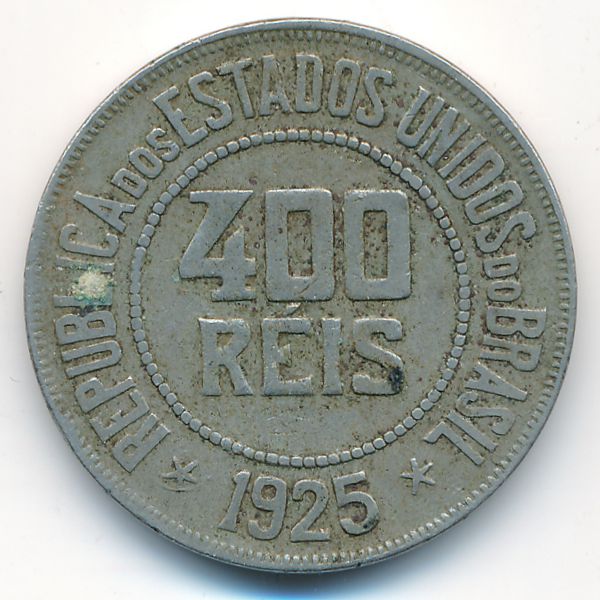 REPUBLICA DOS ESTADOS UNIDOS DO BRASIL
400
RÉIS
1925